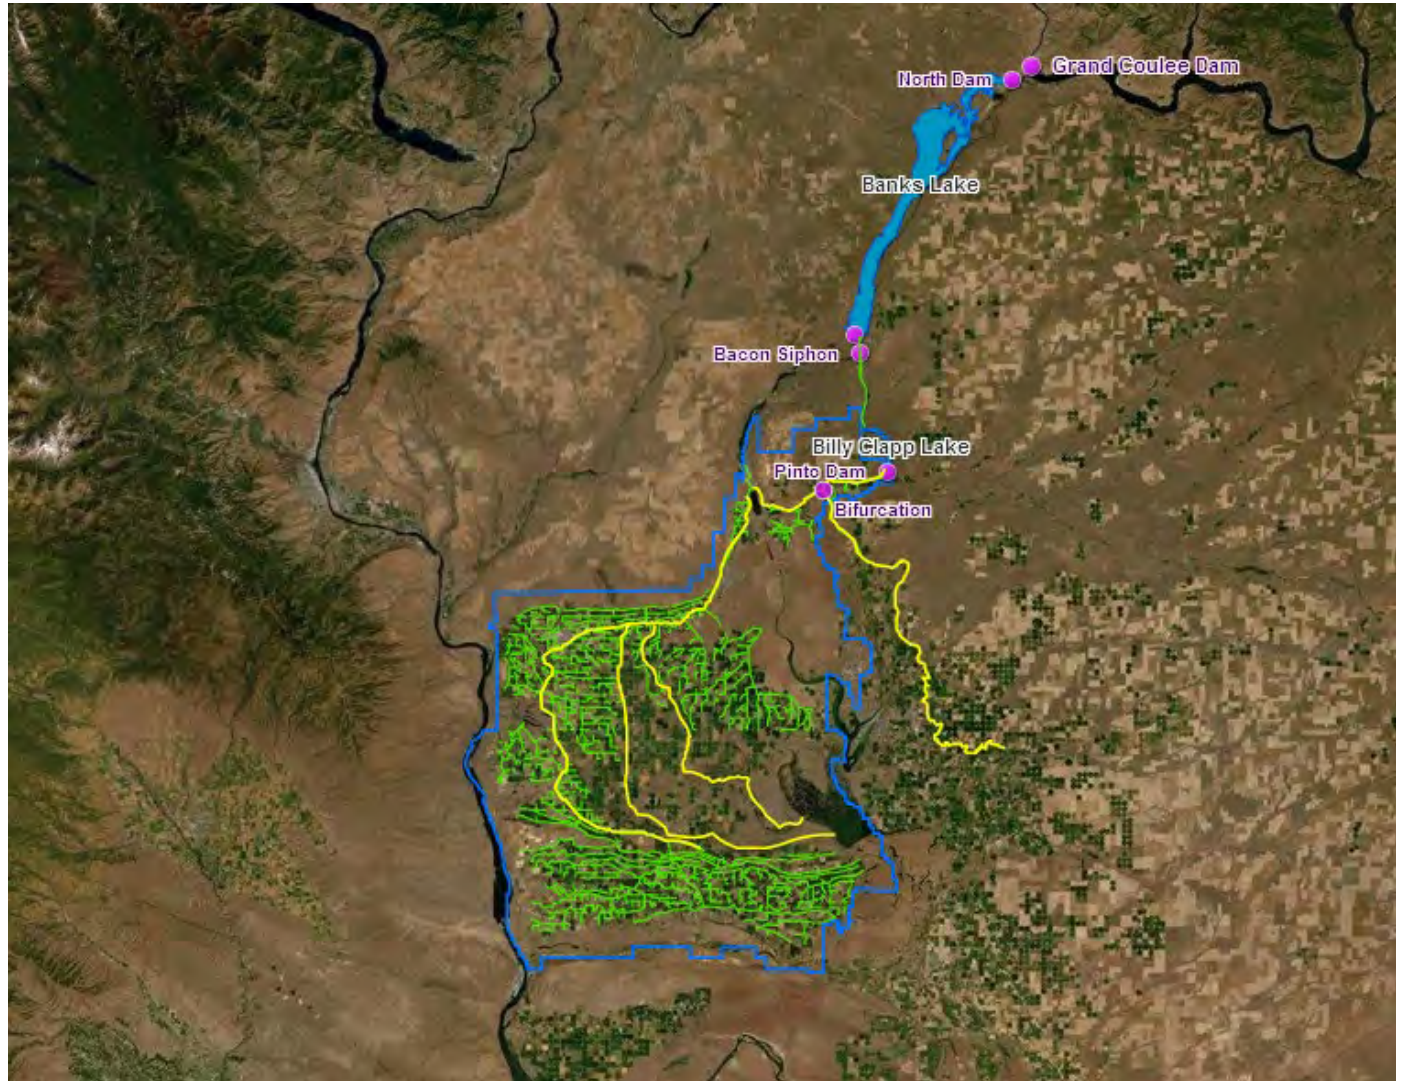 Grand Coulee Dam
North Dam
Banks Lake
Bacon Siphon
Billy Clapp Lake
Pinto Dam
Bifurcation